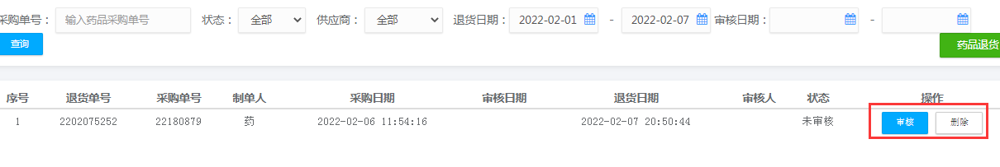 采购单号： 输入药品采购单号 状态： 全部 供应商： 全部 退货日期： 2022-02-01 - 2022-02-07 审核日期： -
查询
药品退货
序号 退货单号 采购单号 制单人 采购日期 审核日期 退货日期 审核人 状态 操作
1 2202075252 22180879 药 2022-02-06 11:54:16 2022-02-07 20:50:44 未审核 审核 删除